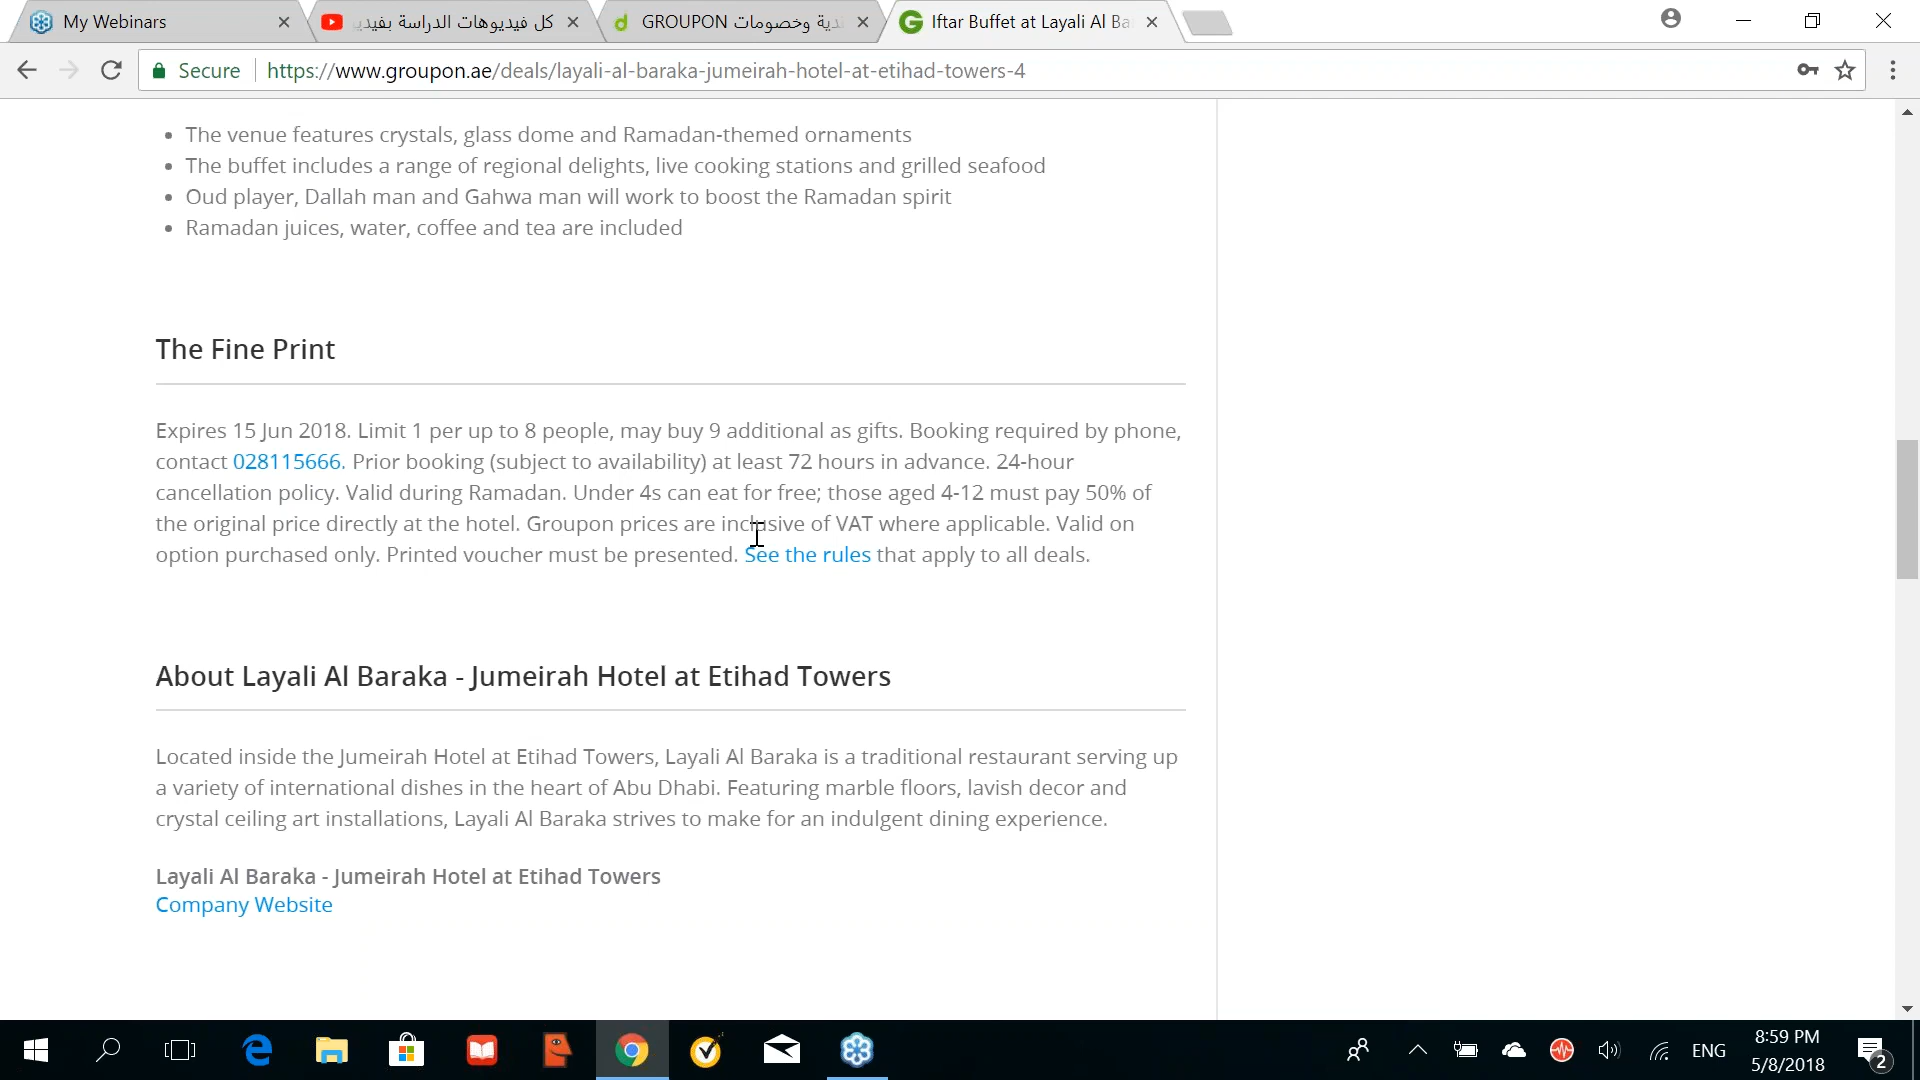 My Webinars
كل فيديوهات الدراسة بفيدي
GROUPON ندية وخصومات
Iftar Buffet at Layali Al Ba
Secure
https://www.groupon.ae/deals/layali-al-baraka-jumeirah-hotel-at-etihad-towers-4
• The venue features crystals, glass dome and Ramadan-themed ornaments
• The buffet includes a range of regional delights, live cooking stations and grilled seafood
• Oud player, Dallah man and Gahwa man will work to boost the Ramadan spirit
• Ramadan juices, water, coffee and tea are included
The Fine Print
Expires 15 Jun 2018. Limit 1 per up to 8 people, may buy 9 additional as gifts. Booking required by phone,
contact 028115666. Prior booking (subject to availability) at least 72 hours in advance. 24-hour
cancellation policy. Valid during Ramadan. Under 4s can eat for free; those aged 4-12 must pay 50% of
the original price directly at the hotel. Groupon prices are inclusive of VAT where applicable. Valid on
option purchased only. Printed voucher must be presented. See the rules that apply to all deals.
About Layali Al Baraka - Jumeirah Hotel at Etihad Towers
Located inside the Jumeirah Hotel at Etihad Towers, Layali Al Baraka is a traditional restaurant serving up
a variety of international dishes in the heart of Abu Dhabi. Featuring marble floors, lavish decor and
crystal ceiling art installations, Layali Al Baraka strives to make for an indulgent dining experience.
Layali Al Baraka - Jumeirah Hotel at Etihad Towers
Company Website
ENG
8:59 PM
5/8/2018
2